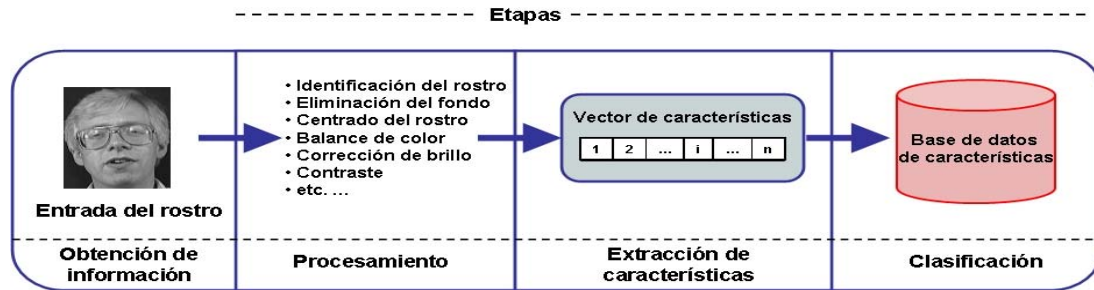 Etapas
Entrada del rostro
• Identificación del rostro
• Eliminación del fondo
• Centrado del rostro
• Balance de color
• Corrección de brillo
• Contraste
• etc. ...
Vector de características
1 2 ... i ... n
Base de datos
de características
Obtención de
información
Procesamiento
Extracción de
características
Clasificación